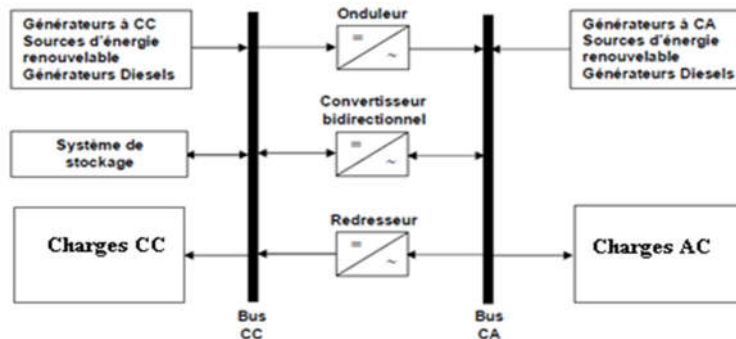 Générateurs à CC
Sources d'énergie
renouvelable
Générateurs Diesels
Onduleur
=
~
Générateurs à CA
Sources d'énergie
renouvelable
Générateurs Diesels
Système de
stockage
Convertisseur
bidirectionnel
=
~
Charges CC
Redresseur
=
~
Charges AC
Bus
CC
Bus
CA